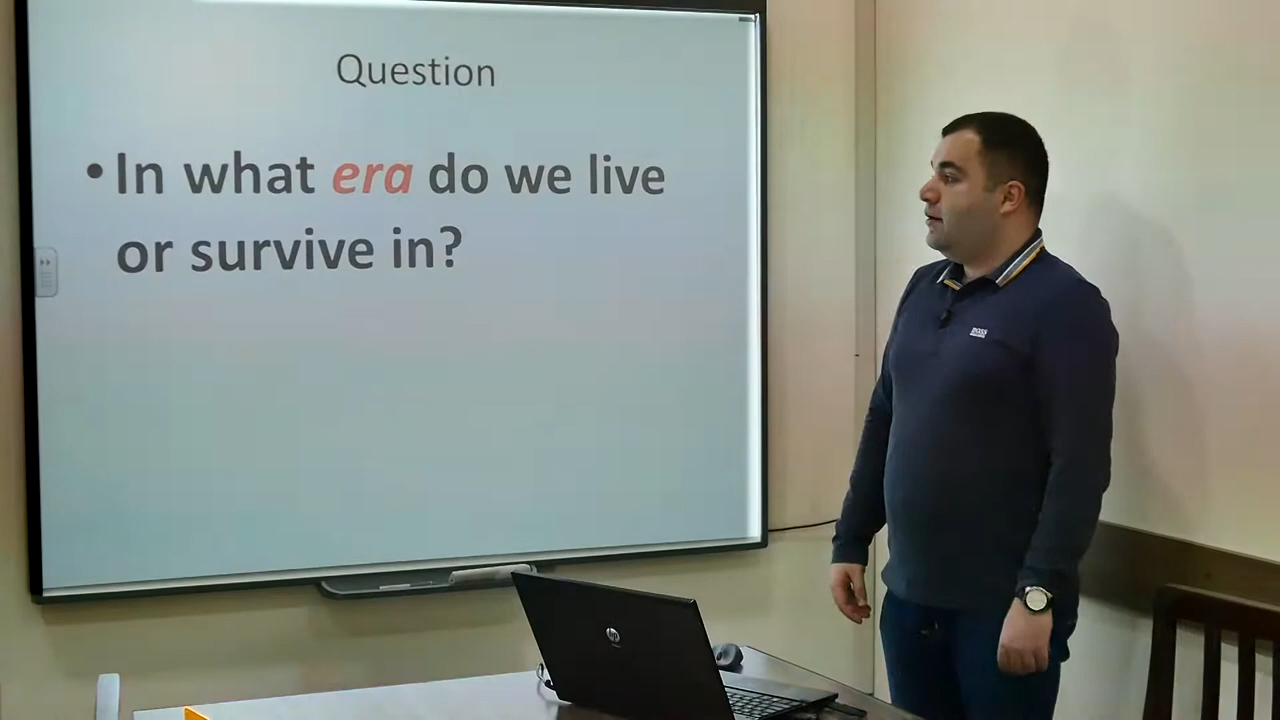 Question
• In what era do we live
or survive in?
BOSS
hp